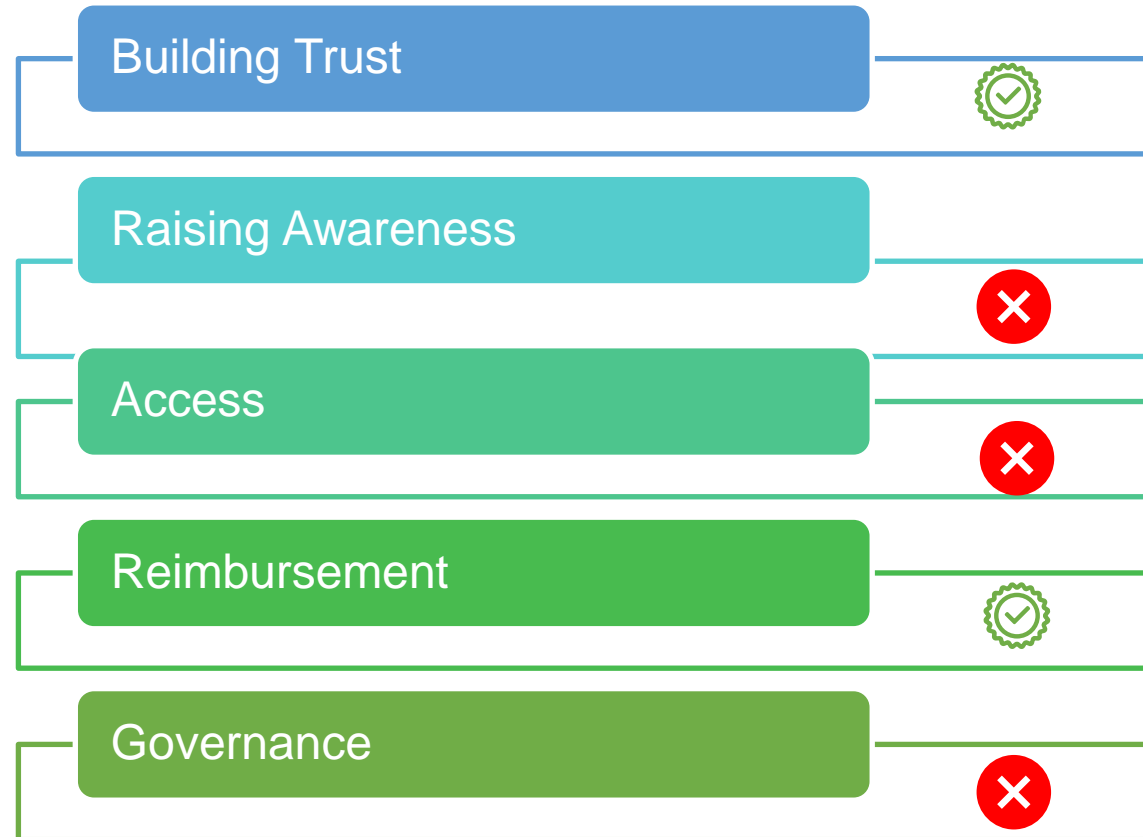 Building Trust
Raising Awareness
Access
Reimbursement
Governance